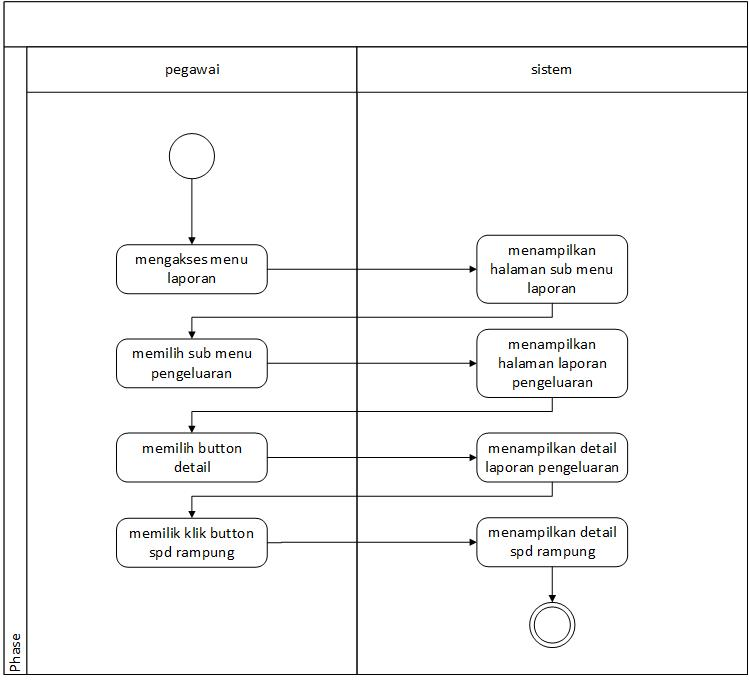 pegawai
sistem
mengakses menu
laporan
menampilkan
halaman sub menu
laporan
memilih sub menu
pengeluaran
menampilkan
halaman laporan
pengeluaran
memilih button
detail
menampilkan detail
laporan pengeluaran
memilik klik button
spd rampung
menampilkan detail
spd rampung
Phase